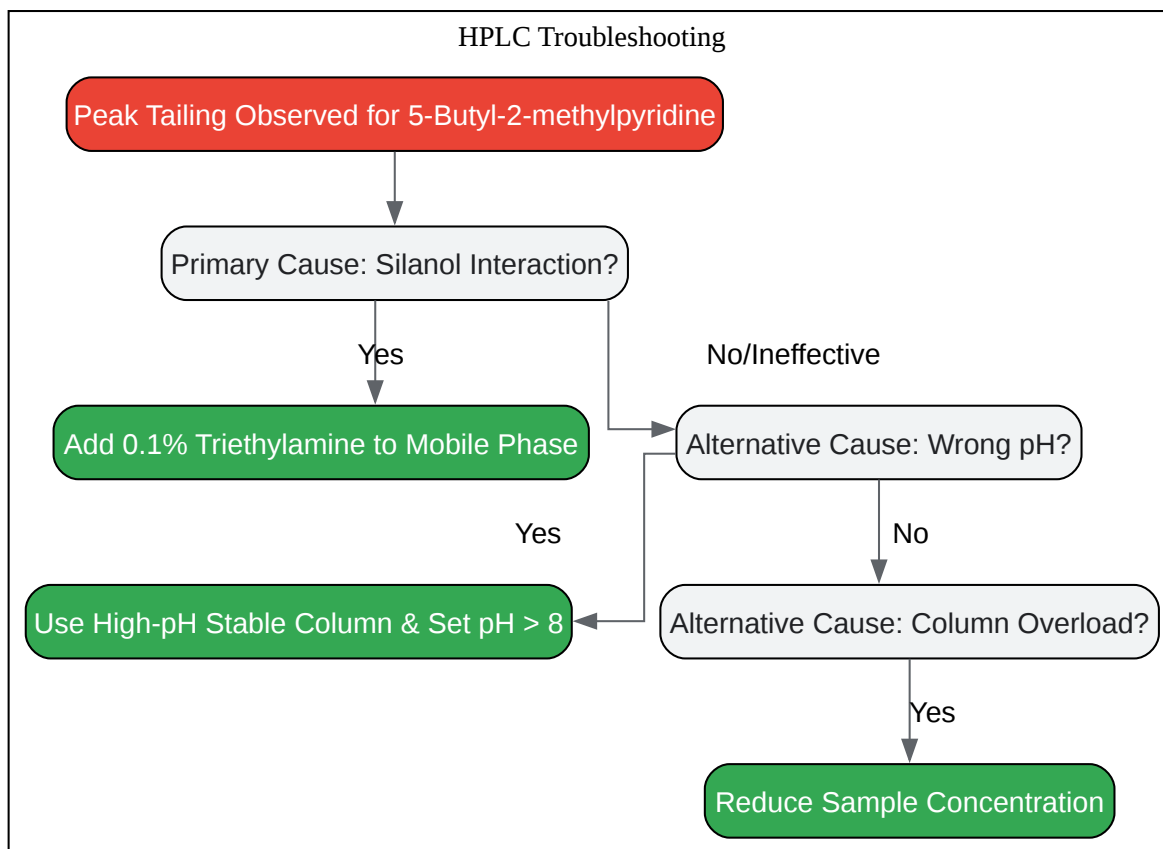 HPLC Troubleshooting
Peak Tailing Observed for 5-Butyl-2-methylpyridine
Primary Cause: Silanol Interaction?
Yes
No/Ineffective
Add 0.1% Triethylamine to Mobile Phase
Alternative Cause: Wrong pH?
Yes
No
Use High-pH Stable Column & Set pH > 8
Alternative Cause: Column Overload?
Yes
Reduce Sample Concentration